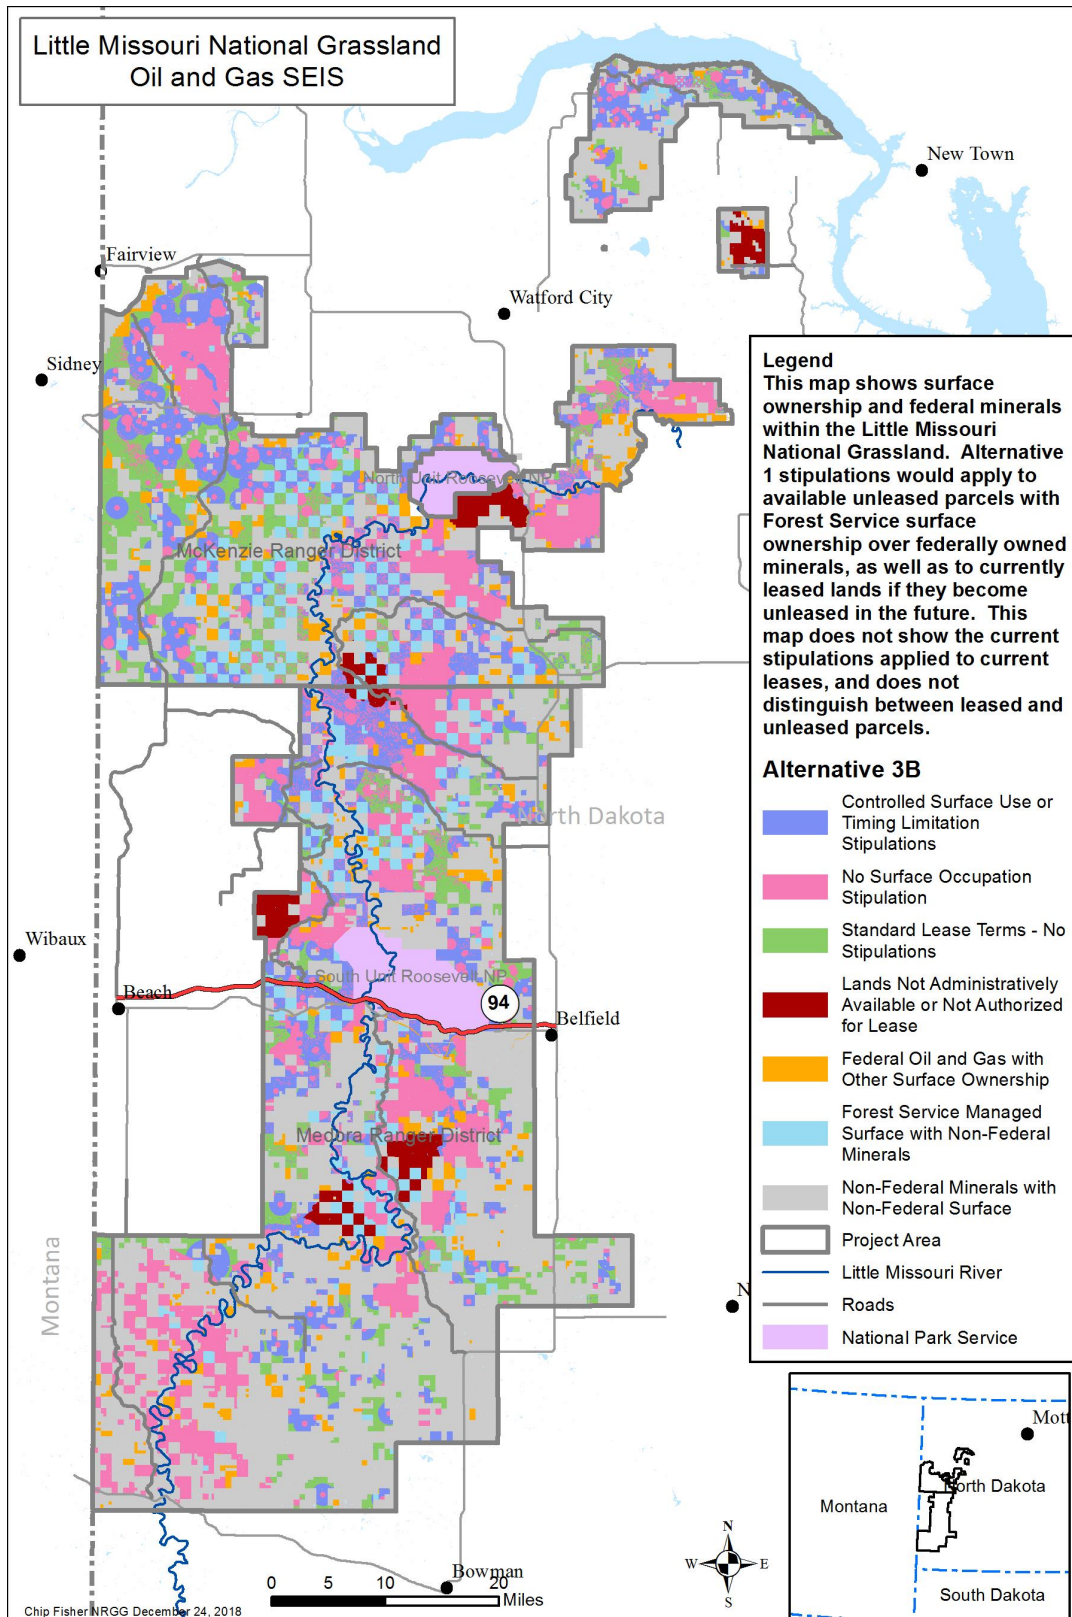 Little Missouri National Grassland
Oil and Gas SEIS
New Town
Fairview
Watford City
Sidney
North Unit Roosevelt NP
McKenzie Ranger District
North Dakota
Wibaux
South Unit Roosevelt NP
Beach
94
Belfield
Medora Ranger District
Montana
N
Bowman
Legend
This map shows surface
ownership and federal minerals
within the Little Missouri
National Grassland. Alternative
1 stipulations would apply to
available unleased parcels with
Forest Service surface
ownership over federally owned
minerals, as well as to currently
leased lands if they become
unleased in the future. This
map does not show the current
stipulations applied to current
leases, and does not
distinguish between leased and
unleased parcels.
Alternative 3B
Controlled Surface Use or
Timing Limitation
Stipulations
No Surface Occupation
Stipulation
Standard Lease Terms - No
Stipulations
Lands Not Administratively
Available or Not Authorized
for Lease
Federal Oil and Gas with
Other Surface Ownership
Forest Service Managed
Surface with Non-Federal
Minerals
Non-Federal Minerals with
Non-Federal Surface
Project Area
Little Missouri River
Roads
National Park Service
Mott
Montana
North Dakota
South Dakota
N
W E
S
0 5 10 20
Miles
Chip Fisher NRGG December 24, 2018